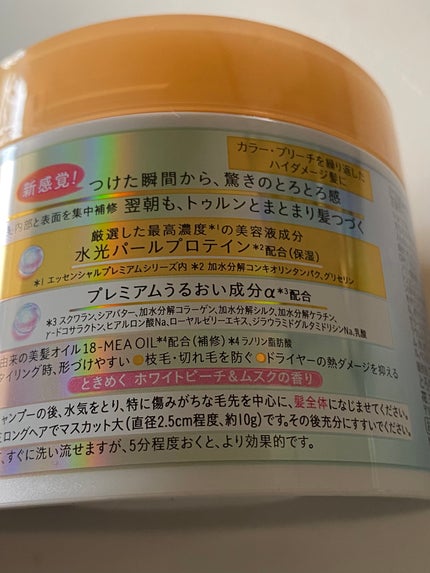 カラー・ブリーチを繰り返した
ハイダメージ髪に
新感覚!
つけた瞬間から、驚きのとろとろ感
内部と表面を集中補修 翌朝も、トゥルンとまとまり髪つづく
厳選した最高濃度*1の美容液成分
水光パールプロテイン*2配合(保湿)
*1 エッセンシャルプレミアムシリーズ内 *2 加水分解コンキオリンタンパク、グリセリン
プレミアムうるおい成分α*3配合
*3 スクワラン、シアバター、加水分解コラーゲン、加水分解シルク、加水分解ケラチン、
アードコサラクトン、ヒアルロン酸Na、ローヤルゼリーエキス、ジラウロイルグルタミン酸リシンNa、乳酸
由来の美髪オイル18-MEA OIL*4配合(補修) *4 ラノリン脂肪酸
イリング時、形づけやすい ●枝毛・切れ毛を防ぐ ●ドライヤーの熱ダメージを抑える
ときめく ホワイトピーチ&ムスクの香り
ャンプーの後、水気をとり、特に傷みがちな毛先を中心に、髪全体になじませてください。
ミロングヘアでマスカット大(直径2.5cm程度、約10g)です。その後充分にすすいでください。
、すぐに洗い流せますが、5分程度おくと、より効果的です。